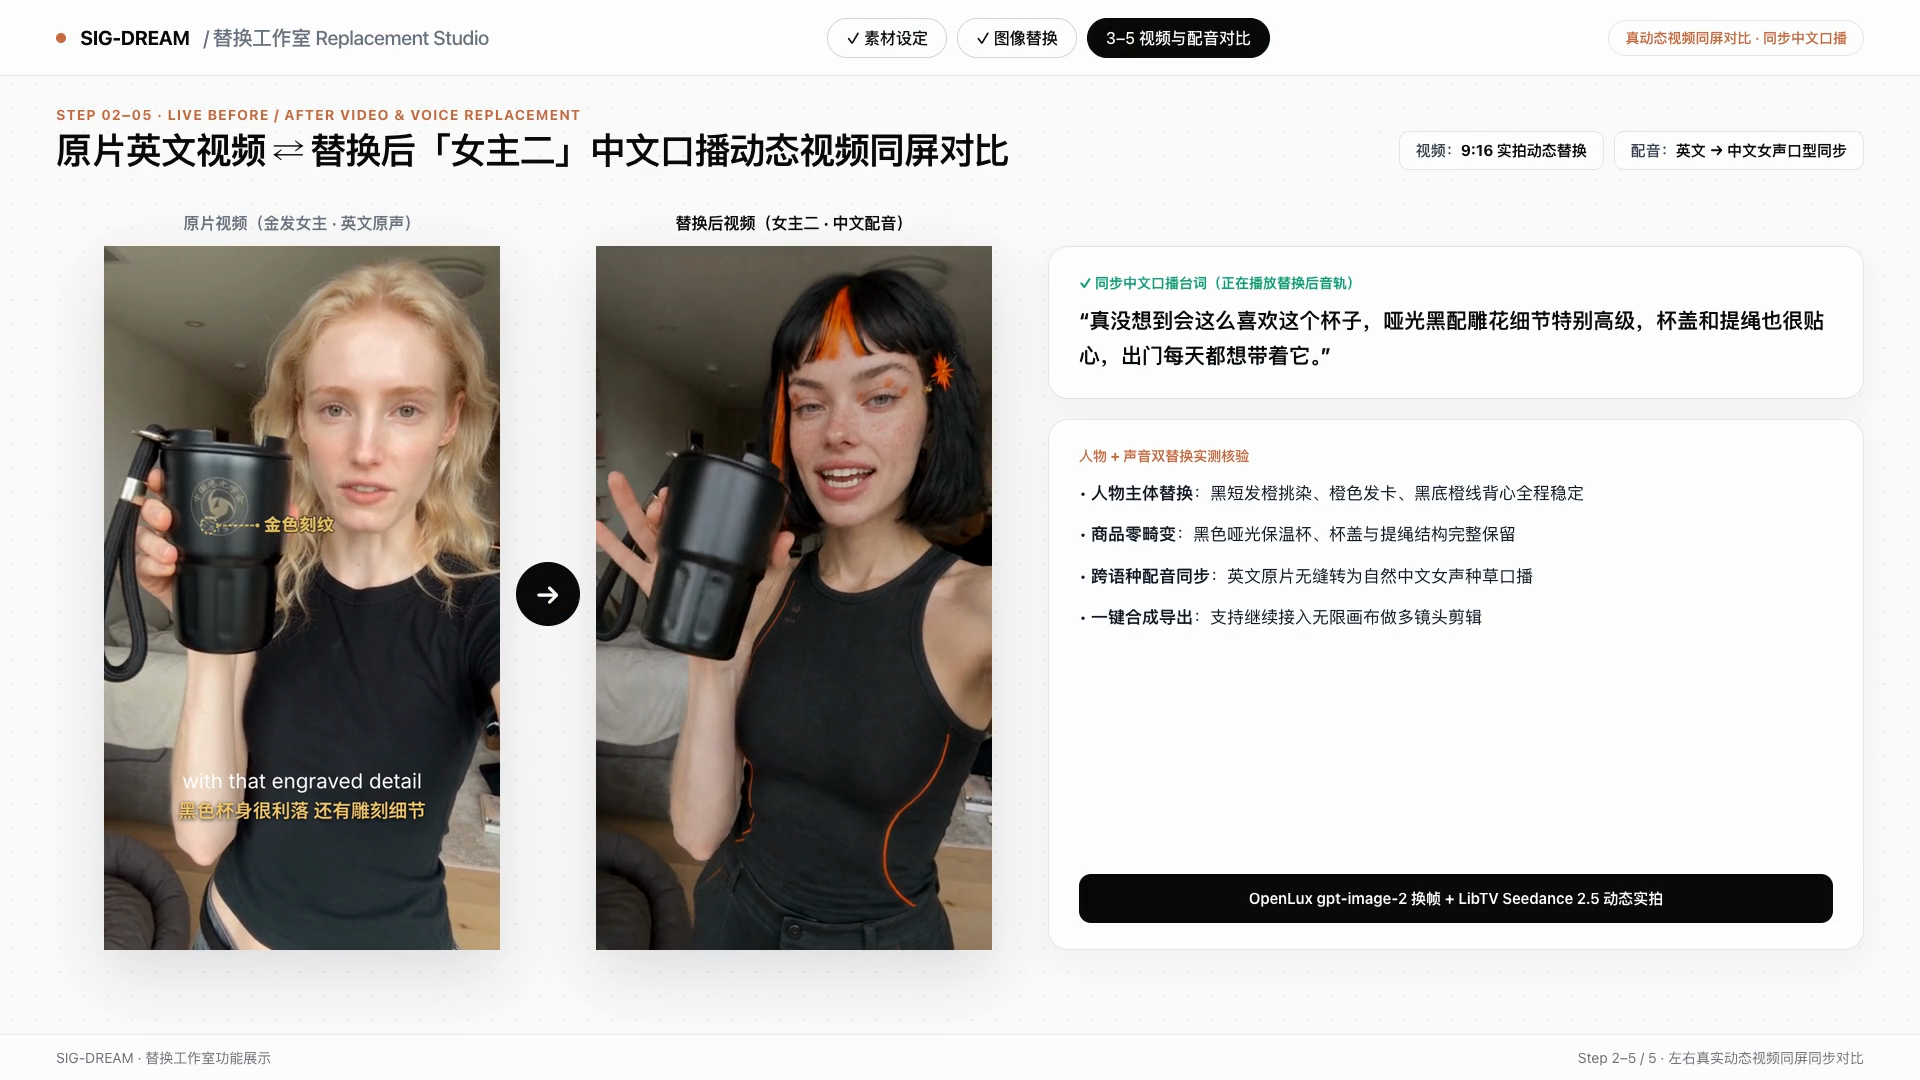 SIG-DREAM / 替换工作室 Replacement Studio
✓ 素材设定
✓ 图像替换
3–5 视频与配音对比
真动态视频同屏对比 · 同步中文口播
STEP 02–05 · LIVE BEFORE / AFTER VIDEO & VOICE REPLACEMENT
原片英文视频 ⇄ 替换后「女主二」中文口播动态视频同屏对比
视频：9:16 实拍动态替换
配音：英文 → 中文女声口型同步
原片视频（金发女主 · 英文原声）
替换后视频（女主二 · 中文配音）
金色刻纹
with that engraved detail
黑色杯身很利落 还有雕刻细节
✓ 同步中文口播台词（正在播放替换后音轨）
“真没想到会这么喜欢这个杯子，哑光黑配雕花细节特别高级，杯盖和提绳也很贴
心，出门每天都想带着它。”
人物 + 声音双替换实测核验
· 人物主体替换：黑短发橙挑染、橙色发卡、黑底橙线背心全程稳定
· 商品零畸变：黑色哑光保温杯、杯盖与提绳结构完整保留
· 跨语种配音同步：英文原片无缝转为自然中文女声种草口播
· 一键合成导出：支持继续接入无限画布做多镜头剪辑
OpenLux gpt-image-2 换帧 + LibTV Seedance 2.5 动态实拍
SIG-DREAM · 替换工作室功能展示
Step 2–5 / 5 · 左右真实动态视频同屏同步对比